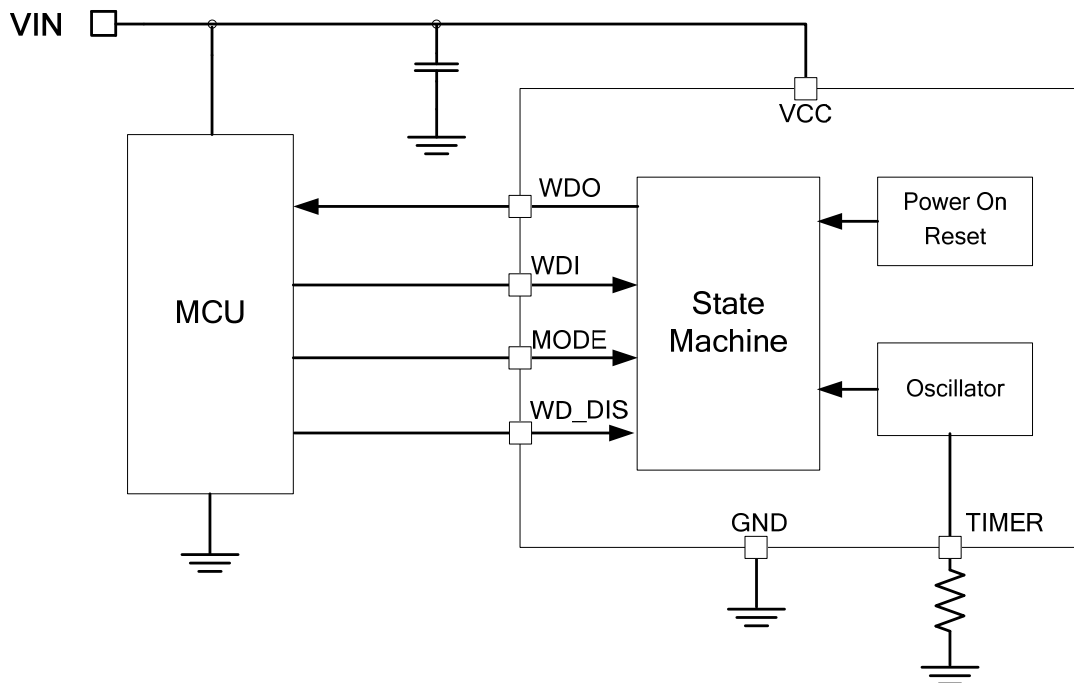 VIN
VCC
WDO
Power On
Reset
WDI
MCU
State
Machine
MODE
Oscillator
WD_DIS
GND
TIMER